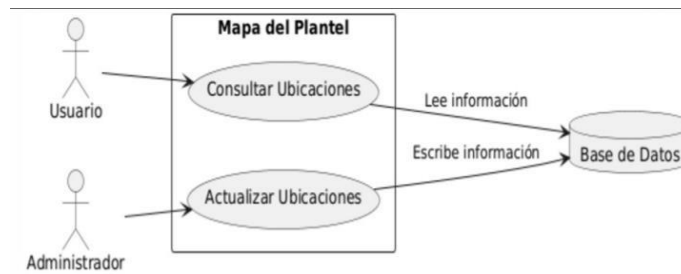 Mapa del Plantel
Usuario
Consultar Ubicaciones
Lee información
Base de Datos
Escribe información
Actualizar Ubicaciones
Administrador